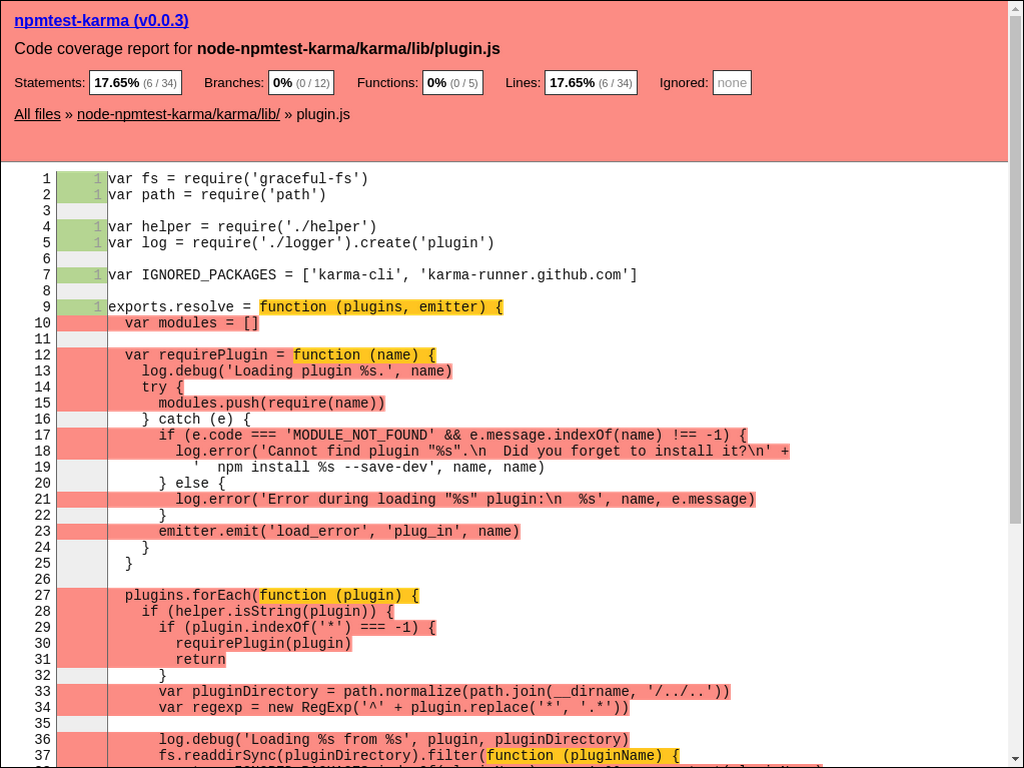 npmtest-karma (v0.0.3)
Code coverage report for node-npmtest-karma/karma/lib/plugin.js
Statements: 17.65% (6 / 34) Branches: 0% (0 / 12) Functions: 0% (0 / 5) Lines: 17.65% (6 / 34) Ignored: none
All files » node-npmtest-karma/karma/lib/ » plugin.js
1 1 var fs = require('graceful-fs')
2 1 var path = require('path')
3
4 1 var helper = require('./helper')
5 1 var log = require('./logger').create('plugin')
6
7 1 var IGNORED_PACKAGES = ['karma-cli', 'karma-runner.github.com']
8
9 1 exports.resolve = function (plugins, emitter) {
10 var modules = []
11
12 var requirePlugin = function (name) {
13 log.debug('Loading plugin %s.', name)
14 try {
15 modules.push(require(name))
16 } catch (e) {
17 if (e.code === 'MODULE_NOT_FOUND' && e.message.indexOf(name) !== -1) {
18 log.error('Cannot find plugin "%s".\n  Did you forget to install it?\n' +
19 '  npm install %s --save-dev', name, name)
20 } else {
21 log.error('Error during loading "%s" plugin:\n  %s', name, e.message)
22 }
23 emitter.emit('load_error', 'plug_in', name)
24 }
25 }
26
27 plugins.forEach(function (plugin) {
28 if (helper.isString(plugin)) {
29 if (plugin.indexOf('*') === -1) {
30 requirePlugin(plugin)
31 return
32 }
33 var pluginDirectory = path.normalize(path.join(__dirname, '/../..'))
34 var regexp = new RegExp('^' + plugin.replace('*', '.*'))
35
36 log.debug('Loading %s from %s', plugin, pluginDirectory)
37 fs.readdirSync(pluginDirectory).filter(function (pluginName) {